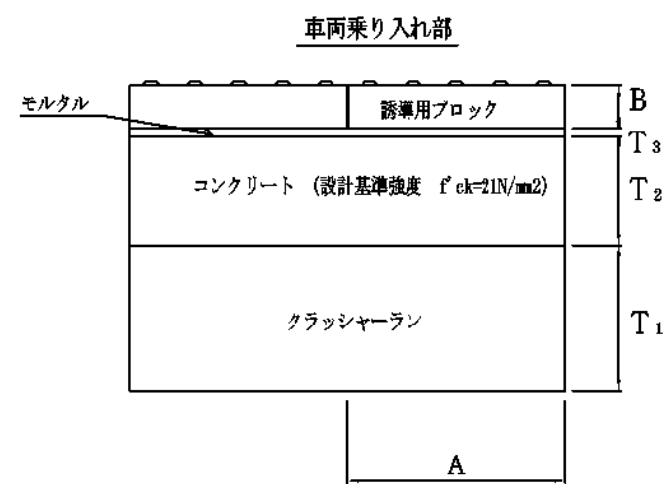 車両乗り入れ部
モルタル
誘導用ブロック
B
T3
コンクリート (設計基準強度 f'ck=21N/mm2)
T2
クラッシャーラン
T1
A